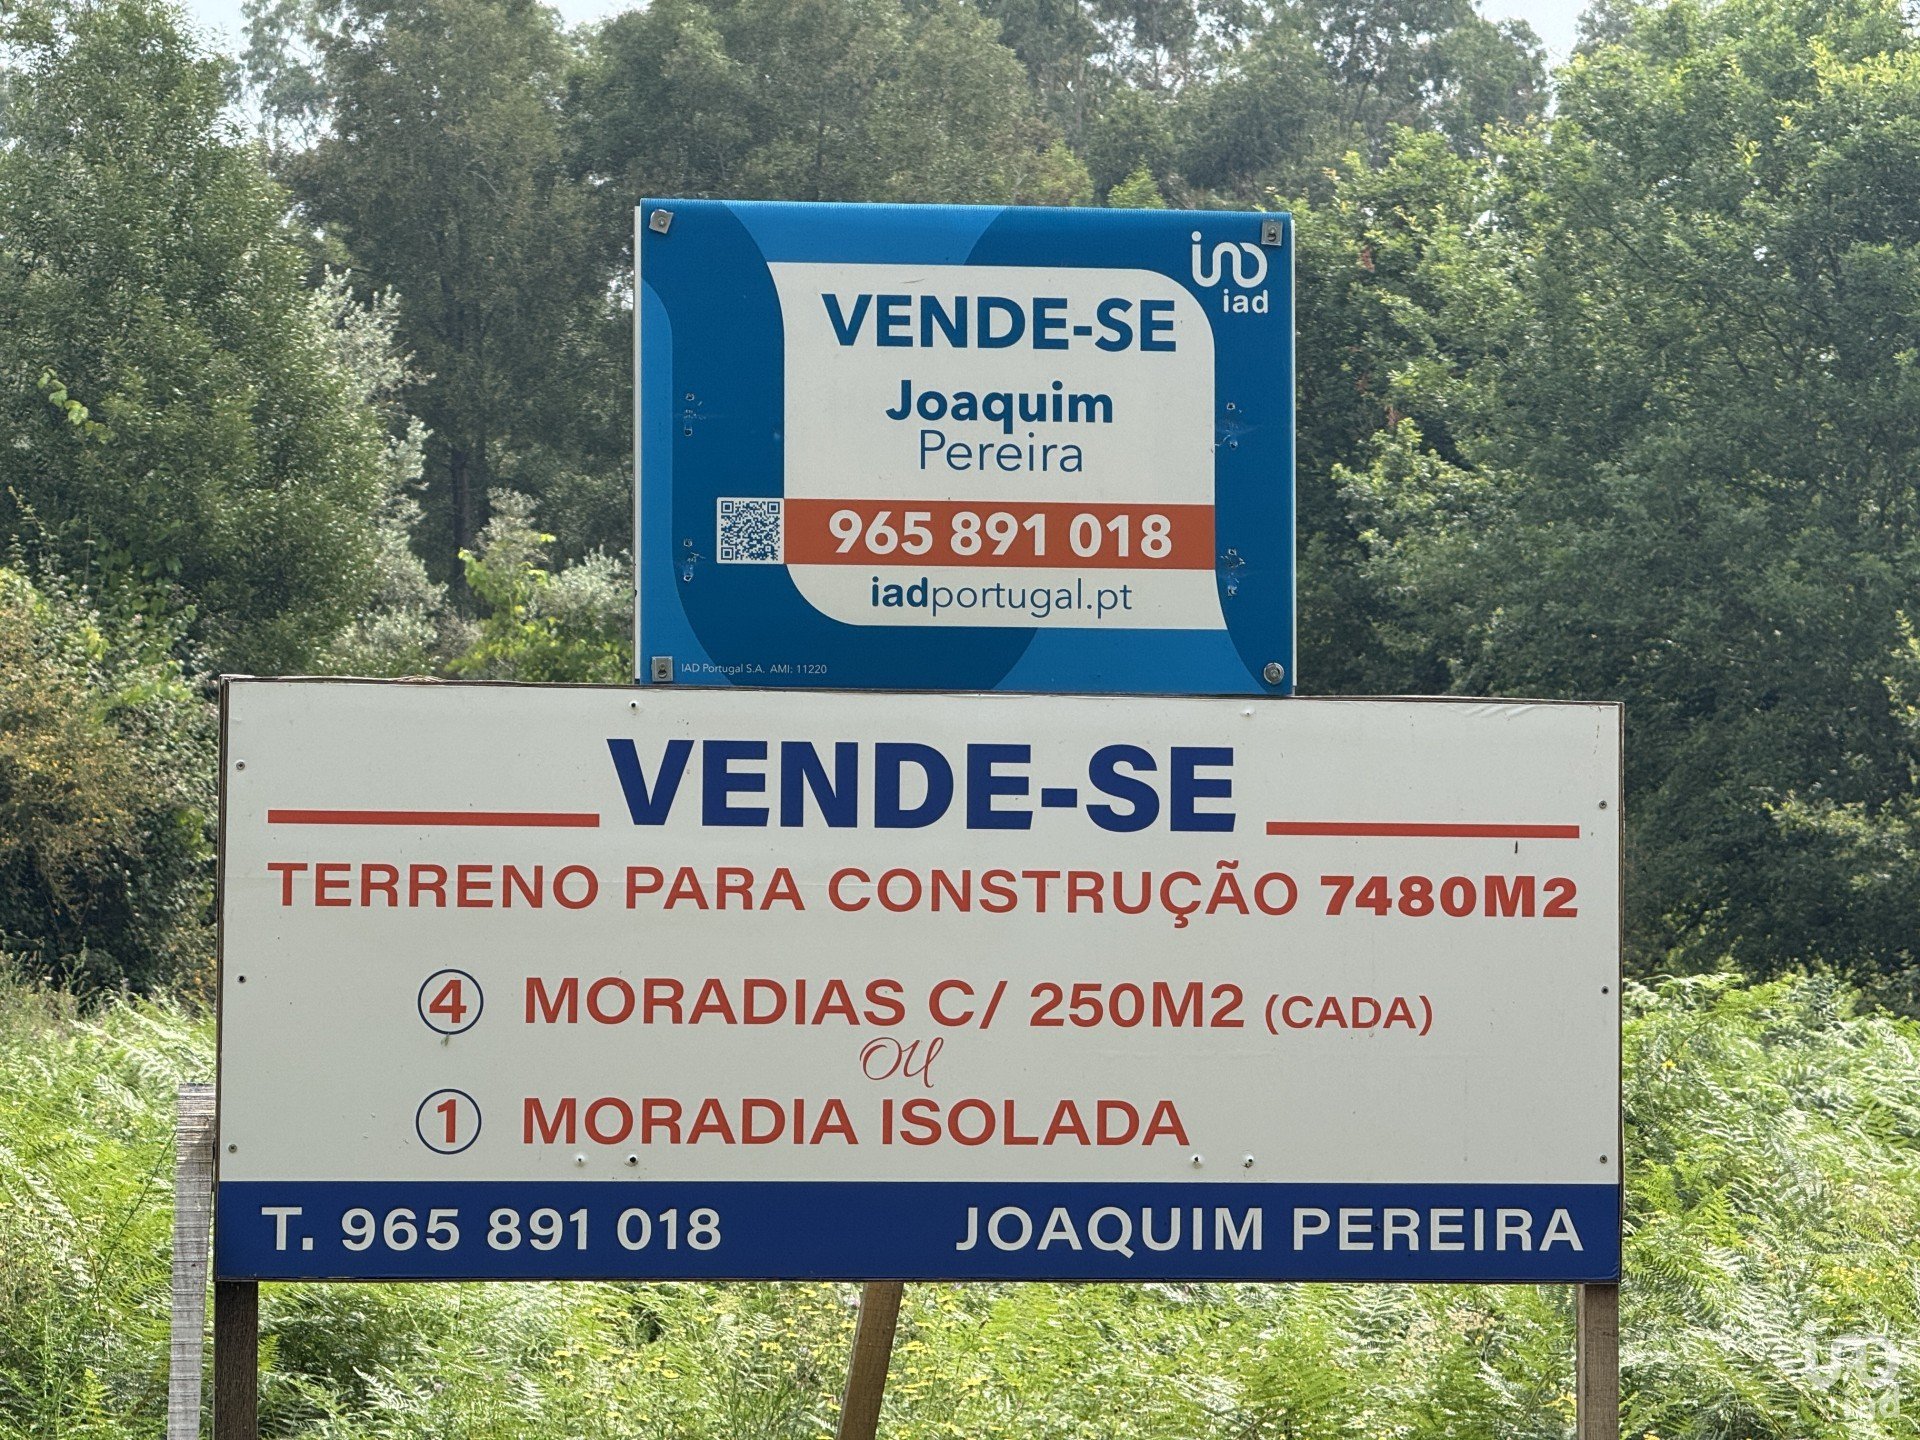 iad
VENDE-SE
Joaquim
Pereira
965 891 018
iadportugal.pt
IAD Portugal S.A. AMI: 11220
VENDE-SE
TERRENO PARA CONSTRUÇÃO 7480M2
4 MORADIAS C/ 250M2 (CADA)
OU
1 MORADIA ISOLADA
T. 965 891 018 JOAQUIM PEREIRA
iad